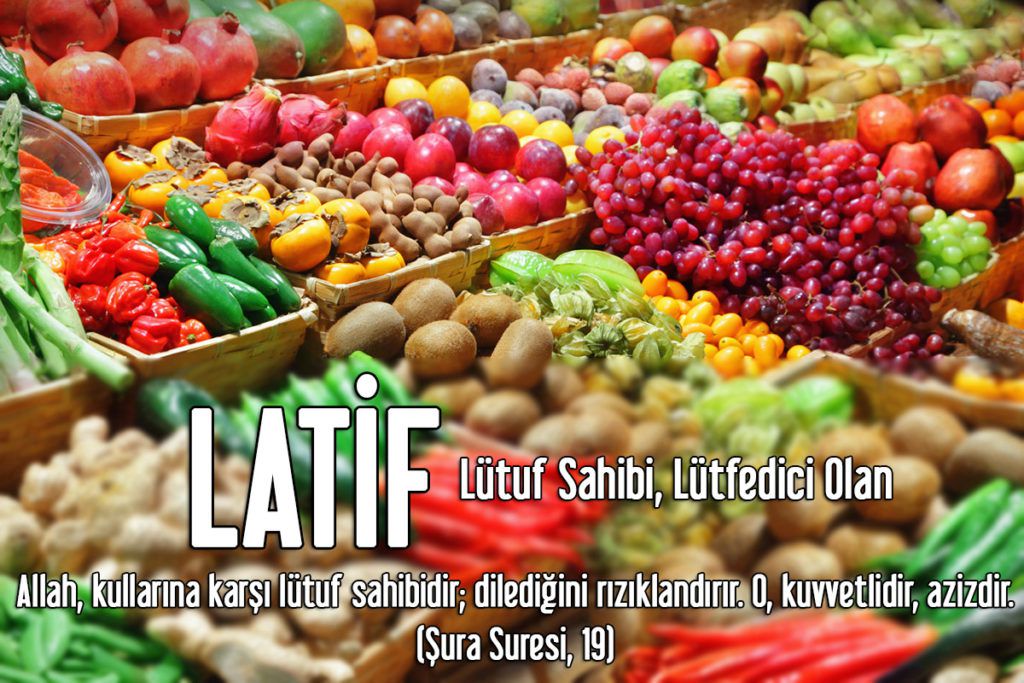 LATİF
Lütuf Sahibi, Lütfedici Olan
Allah, kullarına karşı lütuf sahibidir; dilediğini rızıklandırır. O, kuvvetlidir, azizdir.
(Şura Suresi, 19)